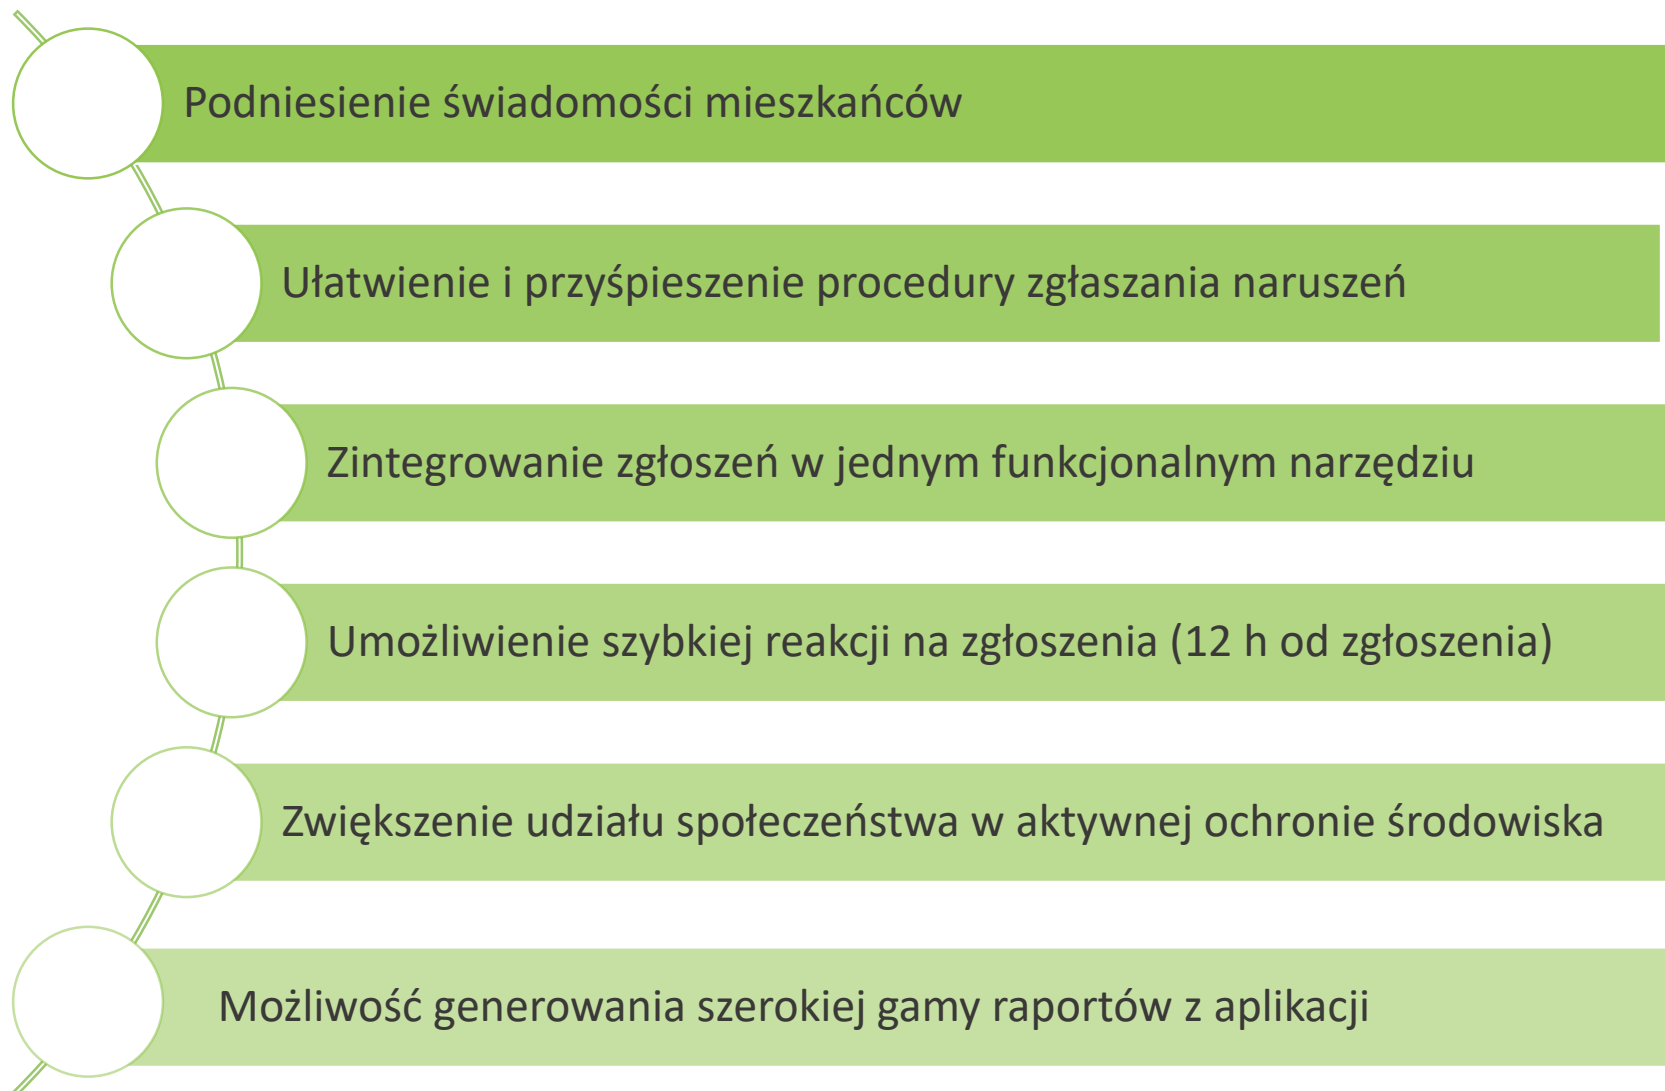 Podniesienie świadomości mieszkańców
Ułatwienie i przyśpieszenie procedury zgłaszania naruszeń
Zintegrowanie zgłoszeń w jednym funkcjonalnym narzędziu
Umożliwienie szybkiej reakcji na zgłoszenia (12 h od zgłoszenia)
Zwiększenie udziału społeczeństwa w aktywnej ochronie środowiska
Możliwość generowania szerokiej gamy raportów z aplikacji